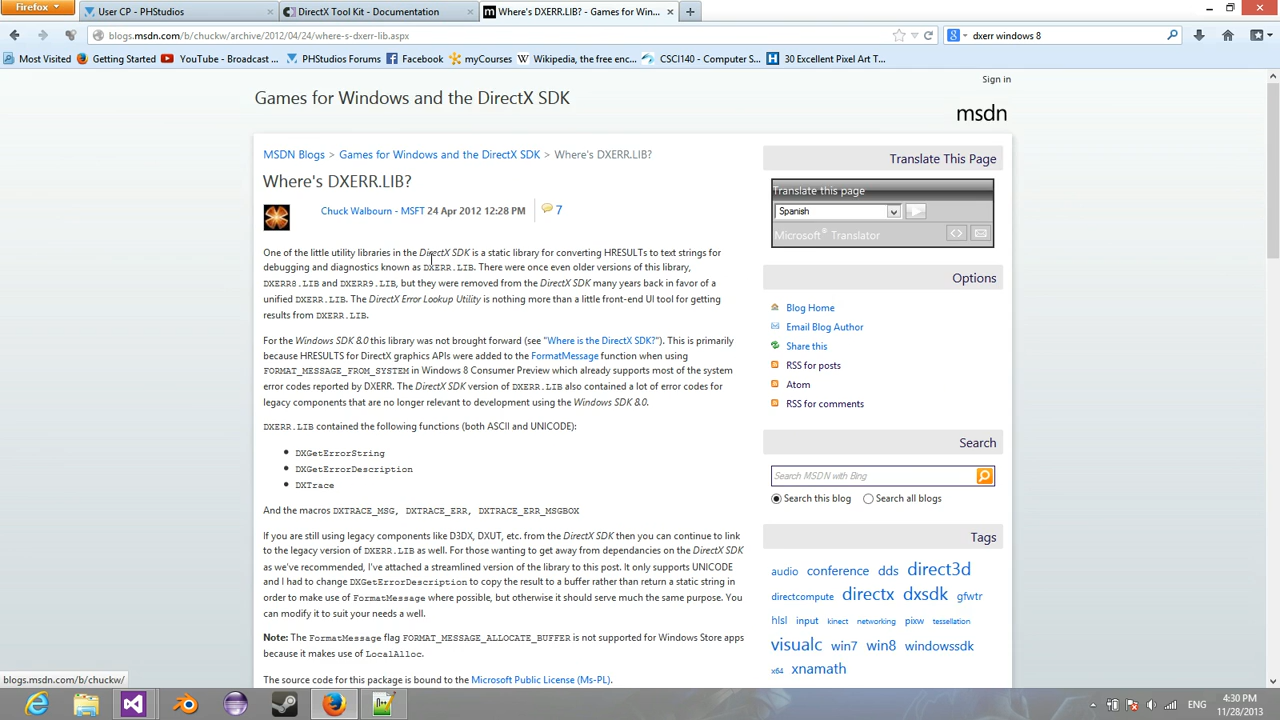 Firefox
User CP - PHStudios
DirectX Tool Kit - Documentation
Where's DXERR.LIB? - Games for Win...
blogs.msdn.com/b/chuckw/archive/2012/04/24/where-s-dxerr-lib.aspx
dxerr windows 8
Most Visited
Getting Started
YouTube - Broadcast ...
PHStudios Forums
Facebook
myCourses
Wikipedia, the free enc...
CSCI140 - Computer S...
30 Excellent Pixel Art T...
Sign in
Games for Windows and the DirectX SDK
msdn
MSDN Blogs > Games for Windows and the DirectX SDK > Where's DXERR.LIB?
Where's DXERR.LIB?
Chuck Walbourn - MSFT 24 Apr 2012 12:28 PM
7
One of the little utility libraries in the DirectX SDK is a static library for converting HRESULTs to text strings for
debugging and diagnostics known as DXERR.LIB. There were once even older versions of this library,
DXERR8.LIB and DXERR9.LIB, but they were removed from the DirectX SDK many years back in favor of a
unified DXERR.LIB. The DirectX Error Lookup Utility is nothing more than a little front-end UI tool for getting
results from DXERR.LIB.
For the Windows SDK 8.0 this library was not brought forward (see "Where is the DirectX SDK?"). This is primarily
because HRESULTS for DirectX graphics APIs were added to the FormatMessage function when using
FORMAT_MESSAGE_FROM_SYSTEM in Windows 8 Consumer Preview which already supports most of the system
error codes reported by DXERR. The DirectX SDK version of DXERR.LIB also contained a lot of error codes for
legacy components that are no longer relevant to development using the Windows SDK 8.0.
DXERR.LIB contained the following functions (both ASCII and UNICODE):
DXGetErrorString
DXGetErrorDescription
DXTrace
And the macros DXTRACE_MSG, DXTRACE_ERR, DXTRACE_ERR_MSGBOX
If you are still using legacy components like D3DX, DXUT, etc. from the DirectX SDK then you can continue to link
to the legacy version of DXERR.LIB as well. For those wanting to get away from dependancies on the DirectX SDK
as we've recommended, I've attached a streamlined version of the library to this post. It only supports UNICODE
and I had to change DXGetErrorDescription to copy the result to a buffer rather than return a static string in
order to make use of FormatMessage where possible, but otherwise it should serve much the same purpose. You
can modify it to suit your needs a well.
Note: The FormatMessage flag FORMAT_MESSAGE_ALLOCATE_BUFFER is not supported for Windows Store apps
because it makes use of LocalAlloc.
The source code for this package is bound to the Microsoft Public License (Ms-PL).
Translate This Page
Translate this page
Spanish
Microsoft® Translator
Options
Blog Home
Email Blog Author
Share this
RSS for posts
Atom
RSS for comments
Search
Search MSDN with Bing
Search this blog
Search all blogs
Tags
audio conference dds direct3d
directcompute directx dxsdk gfwtr
hlsl input kinect networking pixw tessellation
visualc win7 win8 windowssdk
x64 xnamath
blogs.msdn.com/b/chuckw/
ENG
4:30 PM
11/28/2013